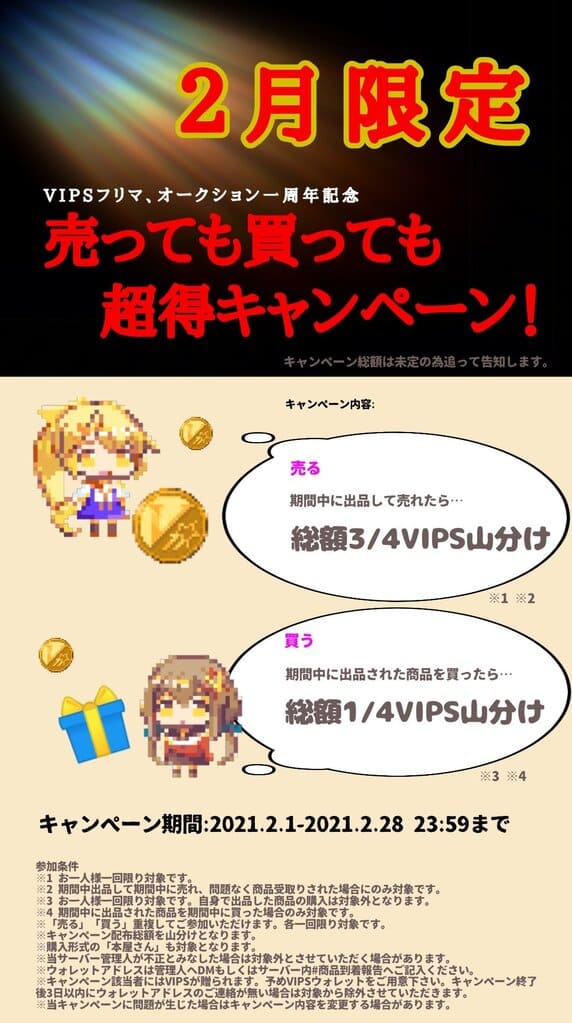 2月限定
VIPSフリマ、オークション一周年記念
売っても買っても
超得キャンペーン!
キャンペーン総額は未定の為追って告知します。
キャンペーン内容:
売る
期間中に出品して売れたら…
総額3/4VIPS山分け
※1 ※2
買う
期間中に出品された商品を買ったら…
総額1/4VIPS山分け
※3 ※4
キャンペーン期間:2021.2.1-2021.2.28 23:59まで
参加条件
※1 お一人様一回限り対象です。
※2 期間中出品して期間中に売れ、問題なく商品受取りされた場合にのみ対象です。
※3 お一人様一回限り対象です。自身で出品した商品の購入は対象外となります。
※4 期間中に出品された商品を期間中に買った場合のみ対象です。
※「売る」「買う」重複してご参加いただけます。各一回限り対象です。
※キャンペーン配布総額を山分けとなります。
※購入形式の「本屋さん」も対象となります。
※当サーバー管理人が不正とみなした場合は対象外とさせていただく場合があります。
※ウォレットアドレスは管理人へDMもしくはサーバー内#商品到着報告へご記入ください。
※キャンペーン該当者にはVIPSが贈られます。予めVIPSウォレットをご用意下さい。キャンペーン終了
後3日以内にウォレットアドレスのご連絡が無い場合は対象から除外させていただきます。
※当キャンペーンに問題が生じた場合はキャンペーン内容を変更する場合があります。